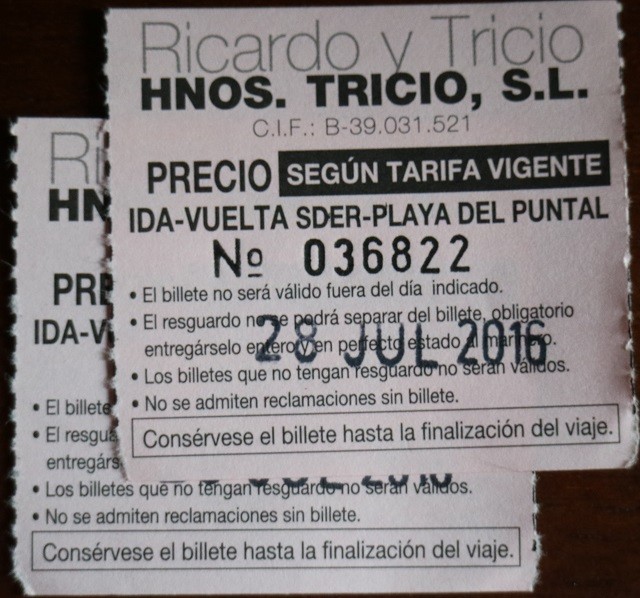 Ricardo y Tricio
HNOS. TRICIO, S.L.
C.I.F.: B-39.031.521
PRECIO SEGÚN TARIFA VIGENTE
IDA-VUELTA SDER-PLAYA DEL PUNTAL
Nº 036822
• El billete no será válido fuera del día indicado.
• El resguardo no se podrá separar del billete, obligatorio
entregárselo entero y en perfecto estado al marinero.
28 JUL 2016
• Los billetes que no tengan resguardo no serán válidos.
• No se admiten reclamaciones sin billete.
Consérvese el billete hasta la finalización del viaje.
Ri
HN
PRE
IDA-V
• El billete
• El resgua
entregárs
• Los billetes que no tengan resguardo no serán válidos.
• No se admiten reclamaciones sin billete.
Consérvese el billete hasta la finalización del viaje.